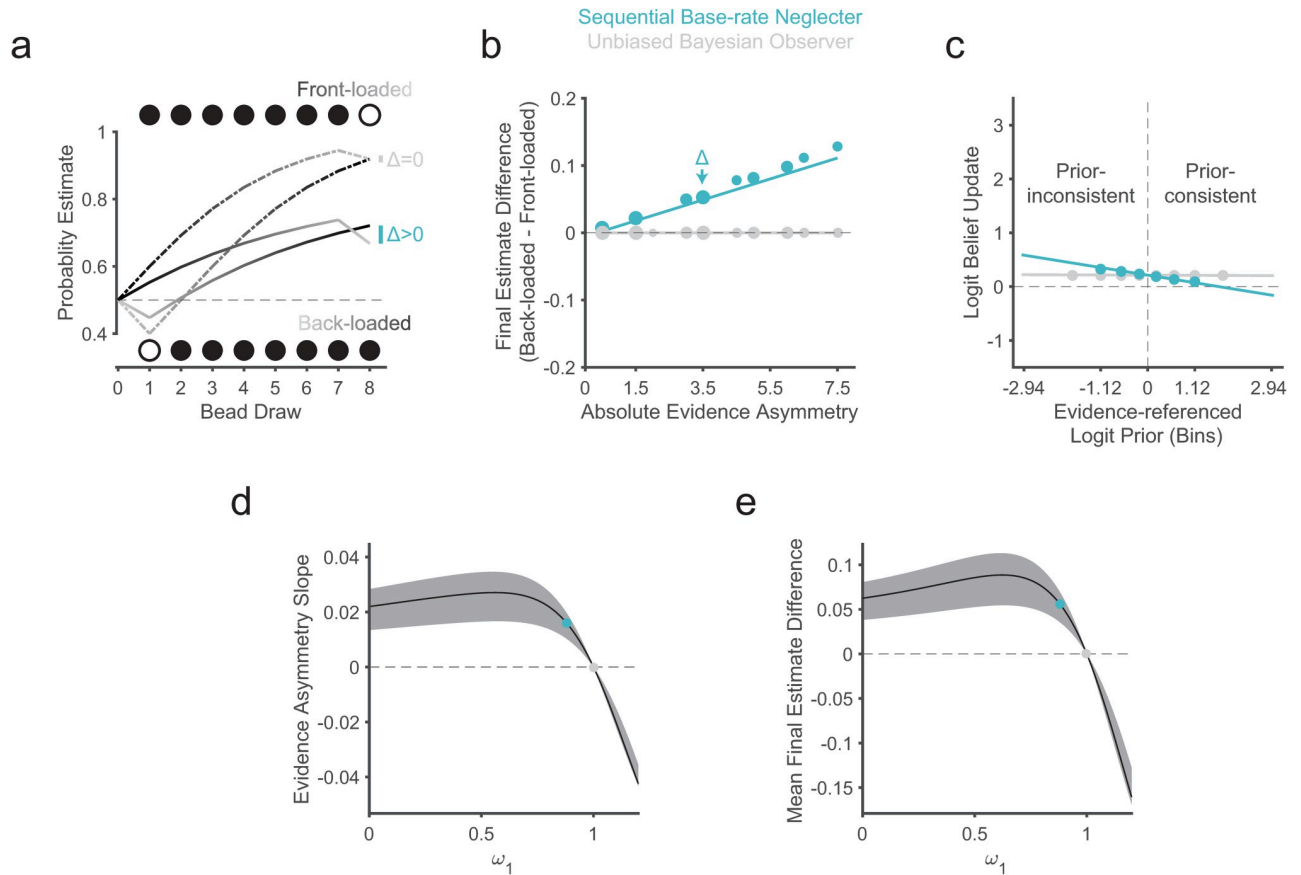 Sequential Base-rate Neglecter
Unbiased Bayesian Observer
a
Front-loaded
Probablity Estimate
1
0.8
0.6
0.4
Δ=0
Δ>0
Back-loaded
0 1 2 3 4 5 6 7 8
Bead Draw
b
Final Estimate Difference
(Back-loaded - Front-loaded)
0.2
0.1
0
-0.1
-0.2
Δ
0 1.5 3.5 5.5 7.5
Absolute Evidence Asymmetry
c
Logit Belief Update
3
2
1
0
-1
Prior-
inconsistent
Prior-
consistent
-2.94 -1.12 0 1.12 2.94
Evidence-referenced
Logit Prior (Bins)
d
Evidence Asymmetry Slope
0.04
0.02
0
-0.02
-0.04
0 0.5 1
ω1
e
Mean Final Estimate Difference
0.1
0.05
0
-0.05
-0.1
-0.15
0 0.5 1
ω1